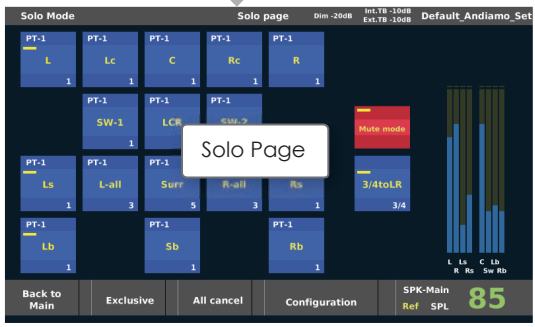 Solo Mode Solo page Dim -20dB Int.TB -10dB Ext.TB -10dB Default_Andiamo_Set
PT-1 PT-1 PT-1 PT-1 PT-1
L Lc C Rc R
1 1 1 1 1
PT-1 PT-1 PT-1
SW-1 LCR SW-2
1
Mute mode
Solo Page
PT-1 PT-1 PT-1
Ls L-all Surr R-all Rs 3/4toLR
1 3 5 3 1 3/4
PT-1 PT-1 PT-1
Lb Sb Rb
1 1 1
L Ls C Lb
R Rs Sw Rb
Back to Main Exclusive All cancel Configuration SPK-Main
Ref SPL 85